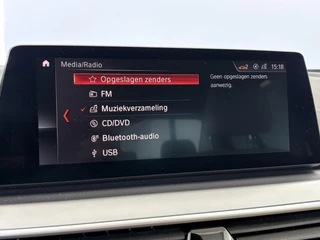 Media/Radio
15:18
Opgeslagen zenders
Geen opgeslagen zenders
aanwezig.
FM
Muziekverzameling
CD/DVD
Bluetooth-audio
USB